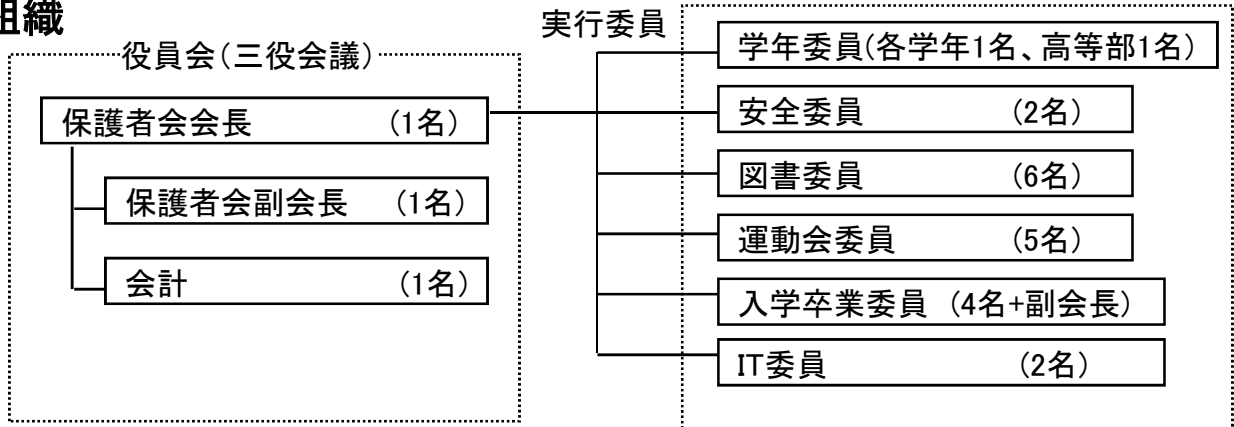 組織
役員会(三役会議)
保護者会会長 (1名)
保護者会副会長 (1名)
会計 (1名)
実行委員
学年委員(各学年1名、高等部1名)
安全委員 (2名)
図書委員 (6名)
運動会委員 (5名)
入学卒業委員 (4名+副会長)
IT委員 (2名)